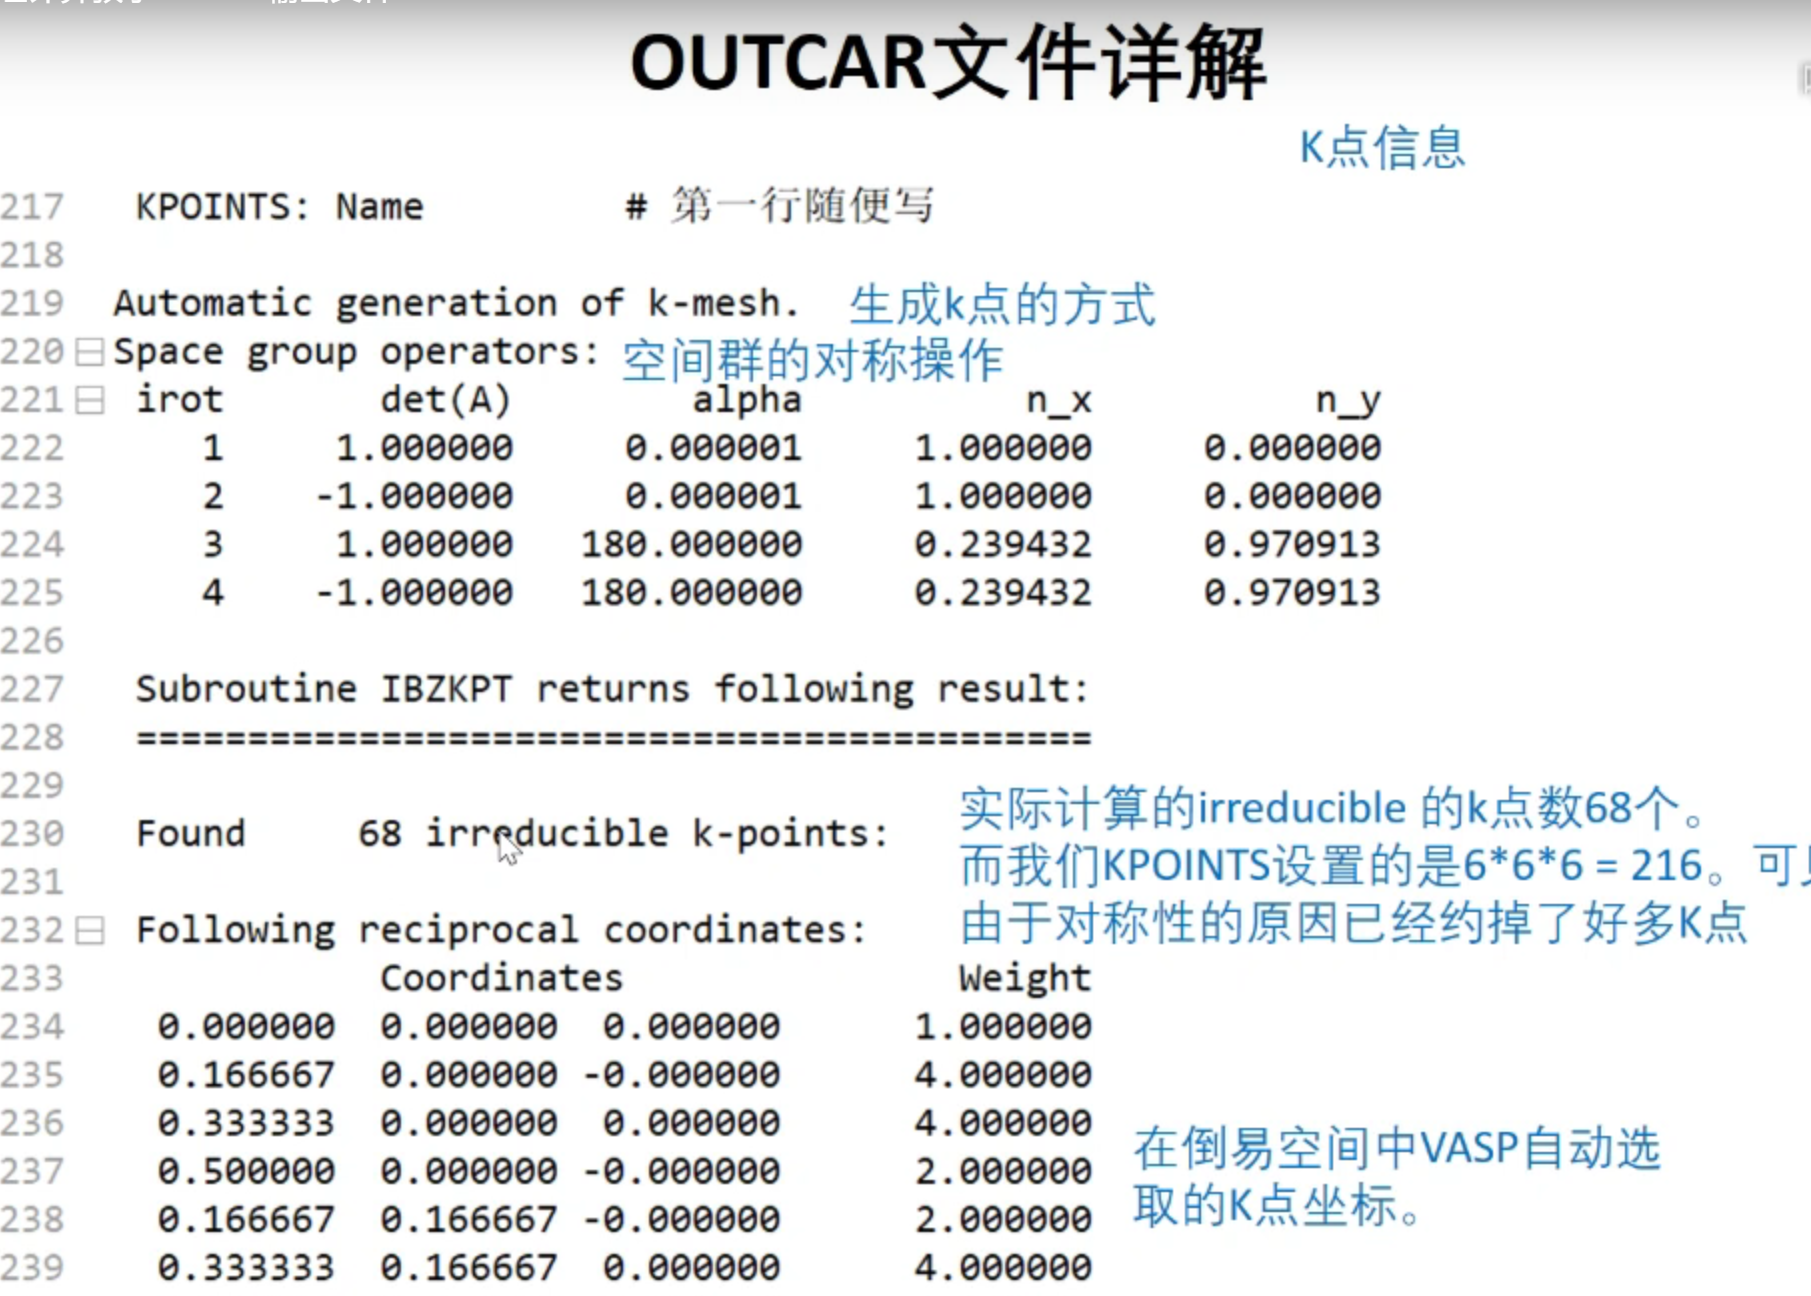 OUTCAR文件详解
K点信息
217 KPOINTS: Name # 第一行随便写
218
219 Automatic generation of k-mesh. 生成k点的方式
220 Space group operators: 空间群的对称操作
221 irot det(A) alpha n_x n_y
222 1 1.000000 0.000001 1.000000 0.000000
223 2 -1.000000 0.000001 1.000000 0.000000
224 3 1.000000 180.000000 0.239432 0.970913
225 4 -1.000000 180.000000 0.239432 0.970913
226
227 Subroutine IBZKPT returns following result:
228 ===========================================
229
实际计算的irreducible 的k点数68个。
230 Found 68 irreducible k-points:
而我们KPOINTS设置的是6*6*6 = 216。可
231
232 Following reciprocal coordinates:
由于对称性的原因已经约掉了好多K点
233 Coordinates Weight
234 0.000000 0.000000 0.000000 1.000000
235 0.166667 0.000000 -0.000000 4.000000
236 0.333333 0.000000 0.000000 4.000000
在倒易空间中VASP自动选
237 0.500000 0.000000 -0.000000 2.000000
取的K点坐标。
238 0.166667 0.166667 -0.000000 2.000000
239 0.333333 0.166667 0.000000 4.000000